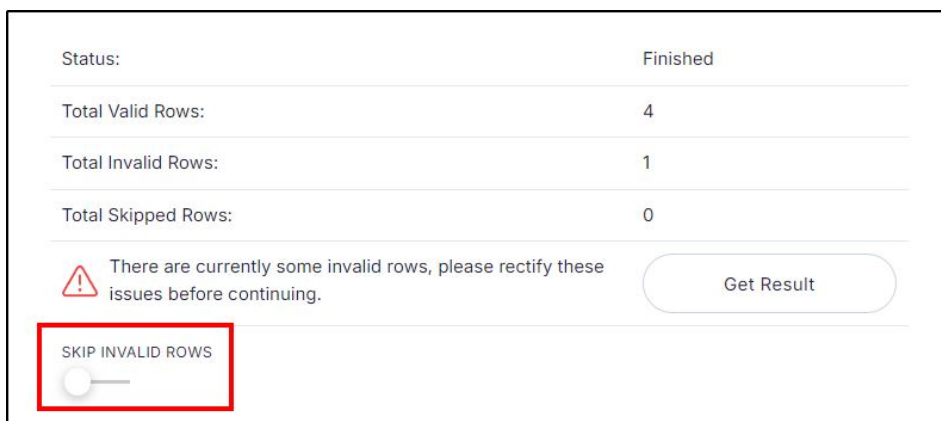 Status: Finished
Total Valid Rows: 4
Total Invalid Rows: 1
Total Skipped Rows: 0
There are currently some invalid rows, please rectify these
issues before continuing.
Get Result
SKIP INVALID ROWS